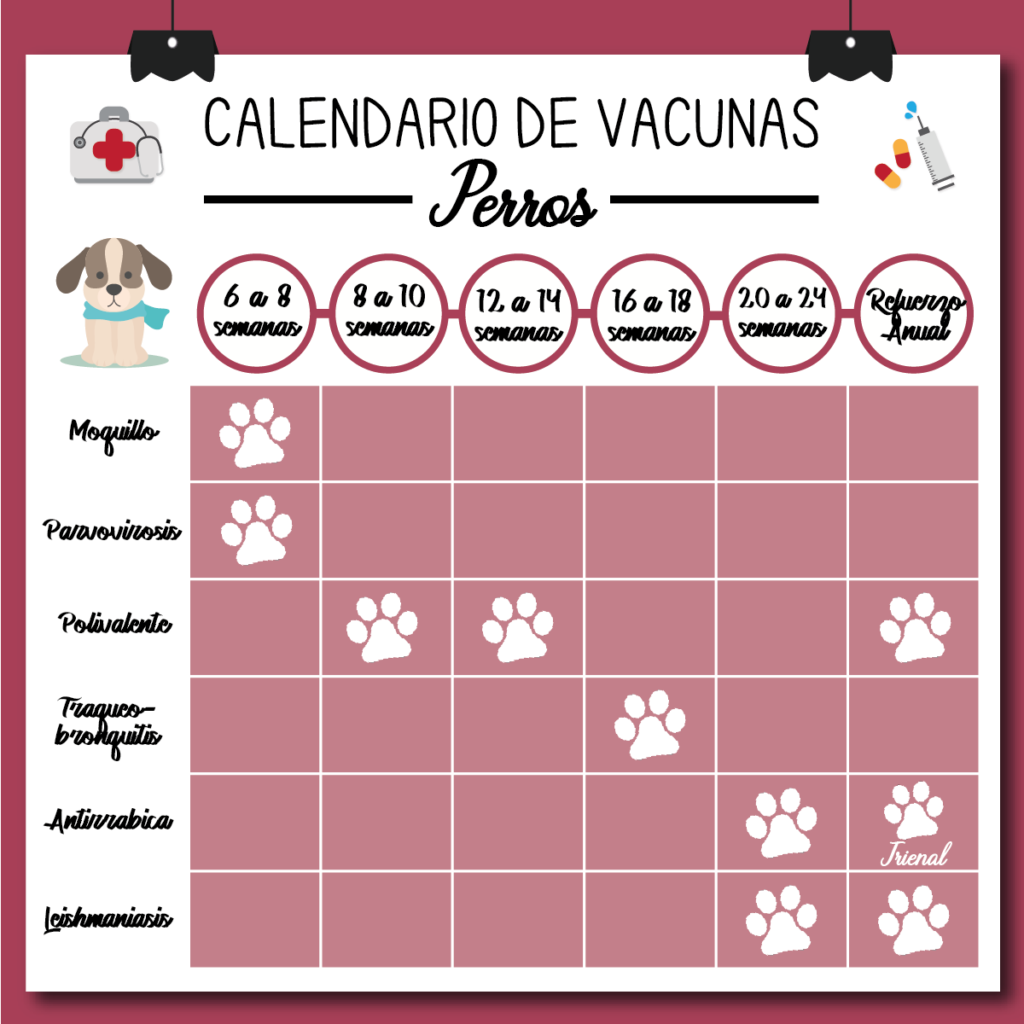 CALENDARIO DE VACUNAS
Perros
6 a 8
semanas
8 a 10
semanas
12 a 14
semanas
16 a 18
semanas
20 a 24
semanas
Refuerzo
Anual
Moquillo
Parvovirosis
Polivalente
Traqueo-
bronquitis
Antirrabica
Trienal
Leishmaniasis